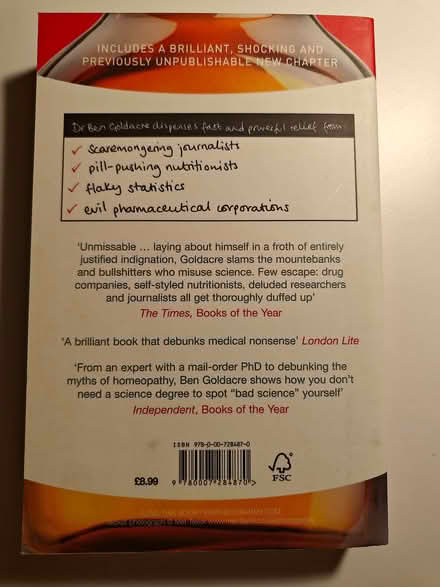 INCLUDES A BRILLIANT, SHOCKING AND
PREVIOUSLY UNPUBLISHABLE NEW CHAPTER
Dr Ben Goldacre dispenses fast and powerful relief from:
✓ scaremongering journalists
✓ pill-pushing nutritionists
✓ flaky statistics
✓ evil pharmaceutical corporations
'Unmissable ... laying about himself in a froth of entirely
justified indignation, Goldacre slams the mountebanks
and bullshitters who misuse science. Few escape: drug
companies, self-styled nutritionists, deluded researchers
and journalists all get thoroughly duffed up'
The Times, Books of the Year
'A brilliant book that debunks medical nonsense' London Lite
'From an expert with a mail-order PhD to debunking the
myths of homeopathy, Ben Goldacre shows how you don't
need a science degree to spot "bad science" yourself'
Independent, Books of the Year
ISBN 978-0-00-728487-0
£8.99
9 780007 284870 >
FSC